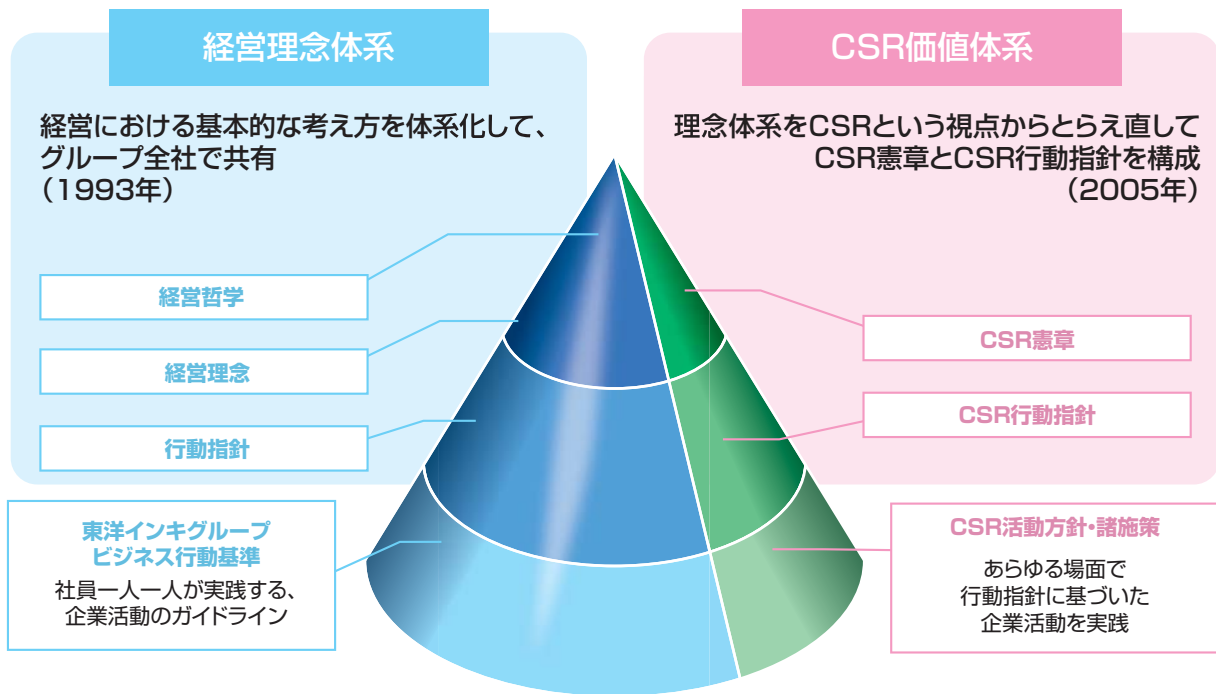 経営理念体系
経営における基本的な考え方を体系化して、
グループ全社で共有
（1993年）
経営哲学
経営理念
行動指針
東洋インキグループ
ビジネス行動基準
社員一人一人が実践する、
企業活動のガイドライン
CSR価値体系
理念体系をCSRという視点からとらえ直して
CSR憲章とCSR行動指針を構成
（2005年）
CSR憲章
CSR行動指針
CSR活動方針・諸施策
あらゆる場面で
行動指針に基づいた
企業活動を実践